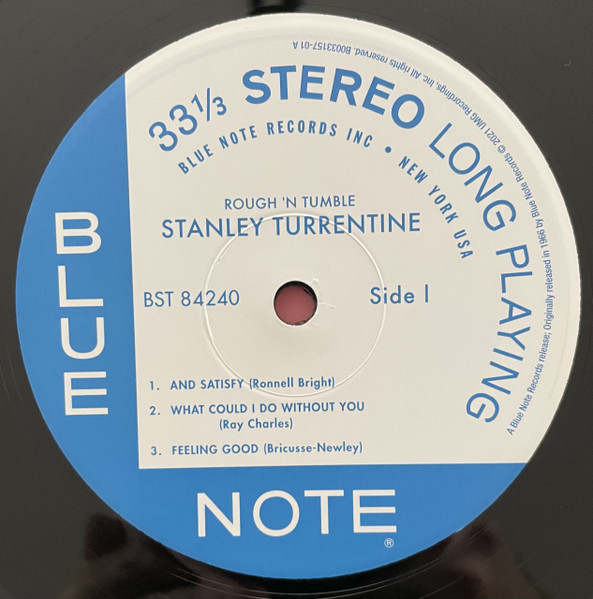 33 1/3 STEREO LONG PLAYING
BLUE NOTE RECORDS INC • NEW YORK USA
A Blue Note Records release; Originally released in 1966 by Blue Note Records © 2021 UMG Recordings, Inc. All rights reserved. B0033157-01 A
ROUGH 'N TUMBLE
STANLEY TURRENTINE
BST 84240
Side 1
1. AND SATISFY (Ronnell Bright)
2. WHAT COULD I DO WITHOUT YOU
(Ray Charles)
3. FEELING GOOD (Bricusse-Newley)
BLUE
NOTE®